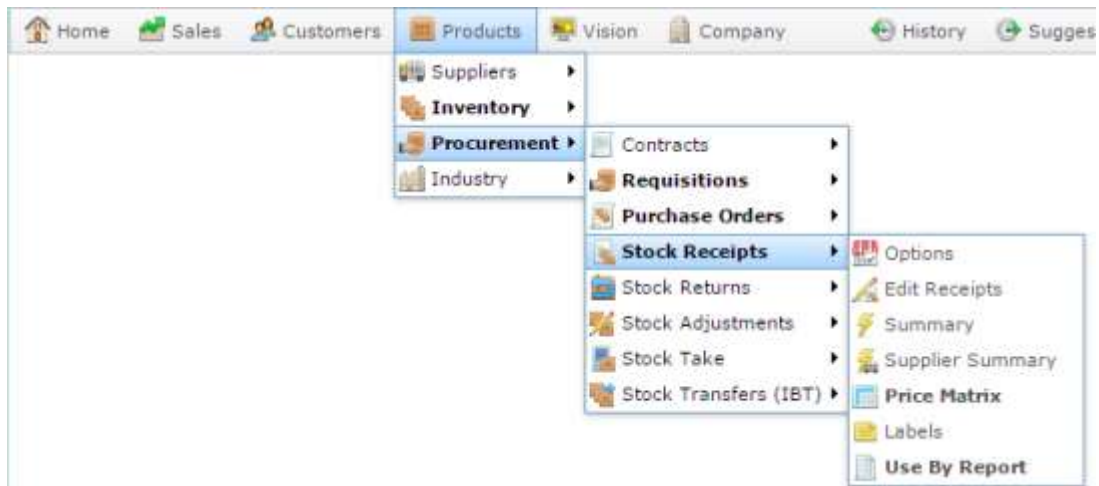 Home Sales Customers Products Vision Company History Sugges
Suppliers
Inventory
Procurement
Industry
Contracts
Requisitions
Purchase Orders
Stock Receipts
Stock Returns
Stock Adjustments
Stock Take
Stock Transfers (IBT)
Options
Edit Receipts
Summary
Supplier Summary
Price Matrix
Labels
Use By Report